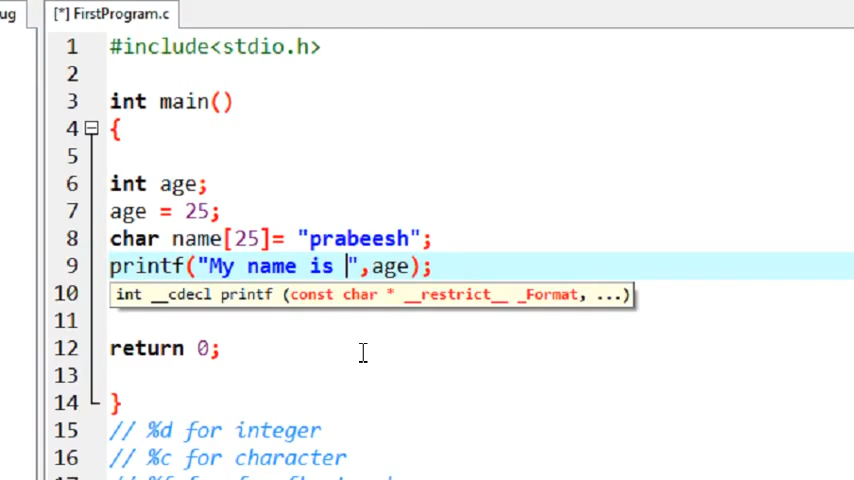 ug
[*] FirstProgram.c
1 #include<stdio.h>
2
3 int main()
4 {
5
6 int age;
7 age = 25;
8 char name[25]= "prabeesh";
9 printf("My name is ",age);
10 int __cdecl printf (const char * __restrict__ _Format, ...)
11
12 return 0;
13
14 }
15 // %d for integer
16 // %c for character
17